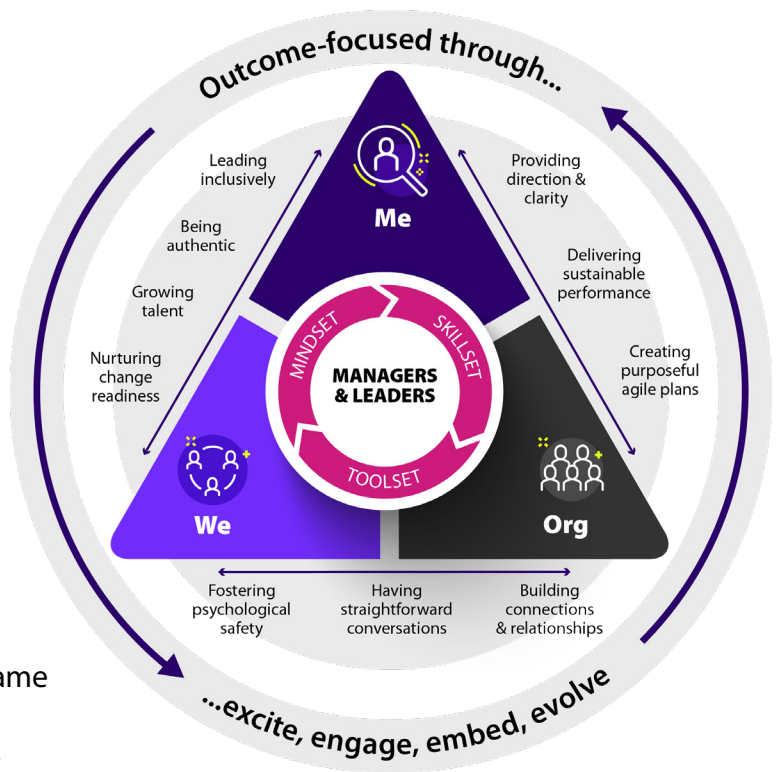 Outcome-focused through...
Leading
inclusively
Being
authentic
Growing
talent
Nurturing
change
readiness
Me
Providing
direction &
clarity
Delivering
sustainable
performance
Creating
purposeful
agile plans
MINDSET
SKILLSET
TOOLSET
MANAGERS
& LEADERS
We
Org
Fostering
psychological
safety
Having
straightforward
conversations
Building
connections
& relationships
...excite, engage, embed, evolve